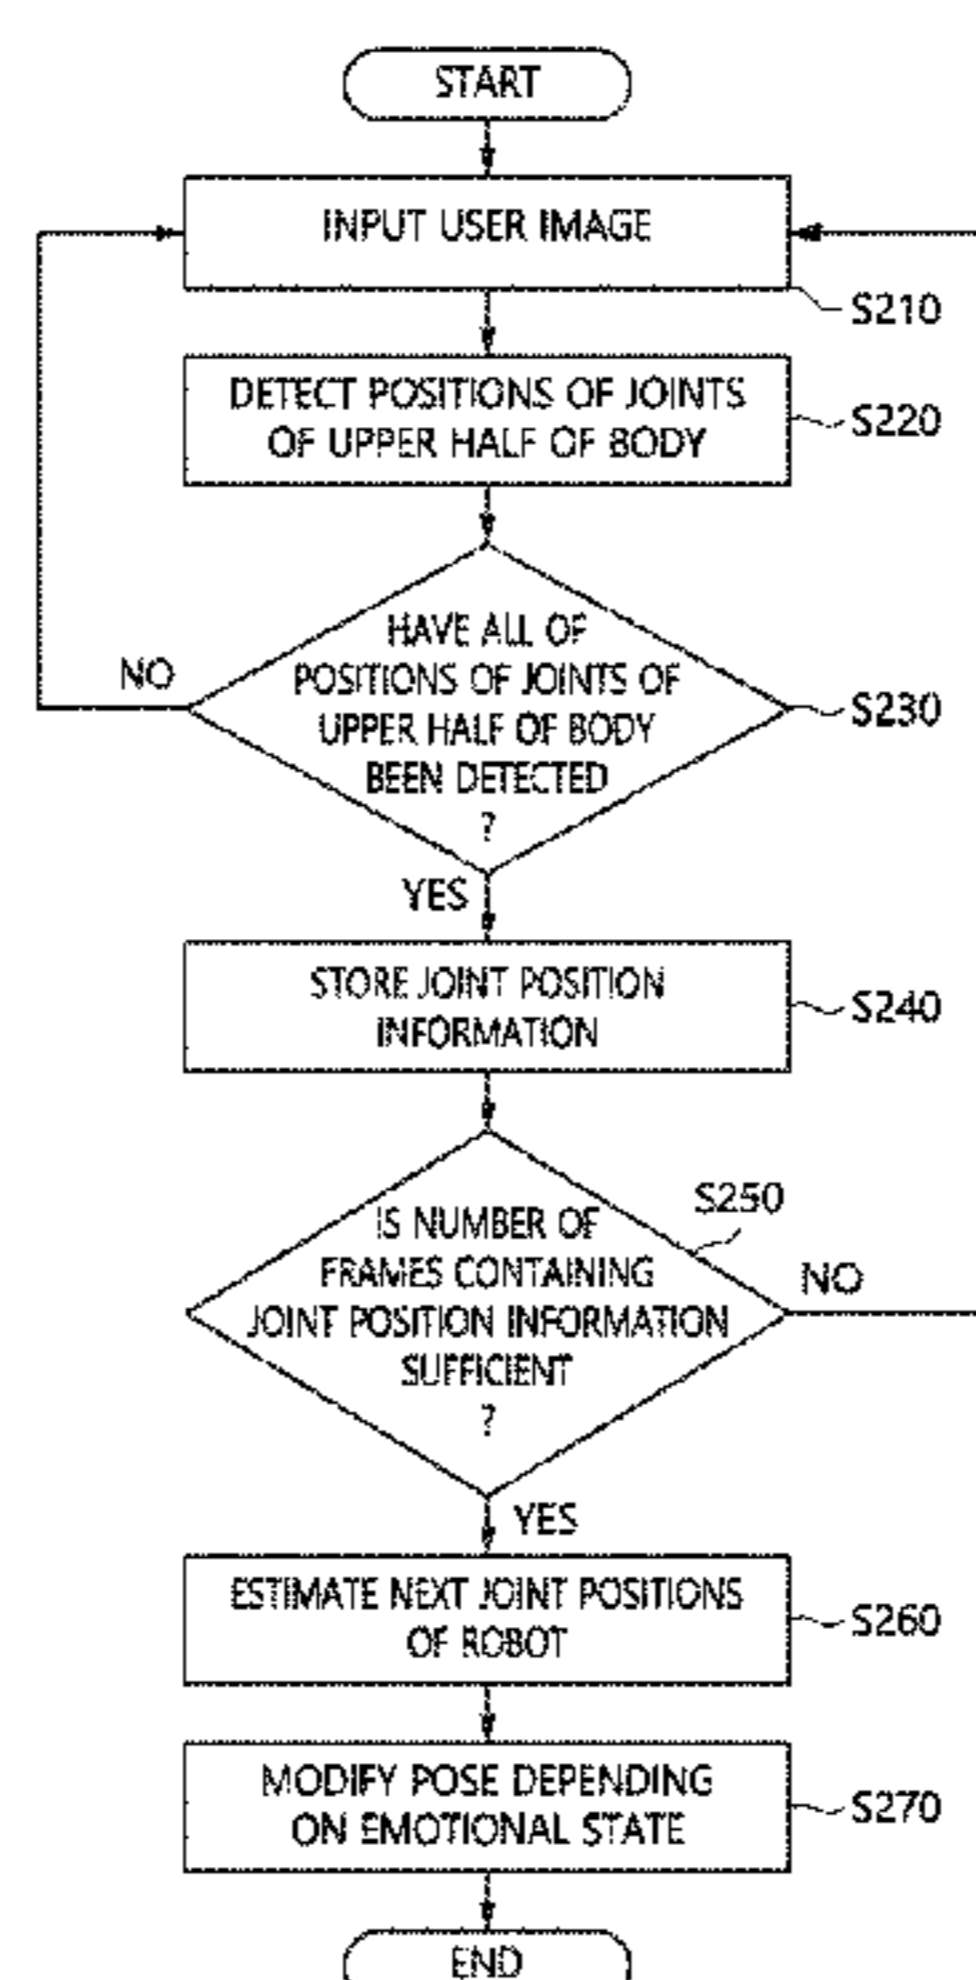 START
INPUT USER IMAGE
S210
DETECT POSITIONS OF JOINTS
OF UPPER HALF OF BODY
S220
HAVE ALL OF
POSITIONS OF JOINTS OF
UPPER HALF OF BODY
BEEN DETECTED
?
NO
S230
YES
STORE JOINT POSITION
INFORMATION
S240
IS NUMBER OF
FRAMES CONTAINING
JOINT POSITION INFORMATION
SUFFICIENT
?
S250
NO
YES
ESTIMATE NEXT JOINT POSITIONS
OF ROBOT
S260
MODIFY POSE DEPENDING
ON EMOTIONAL STATE
S270
END